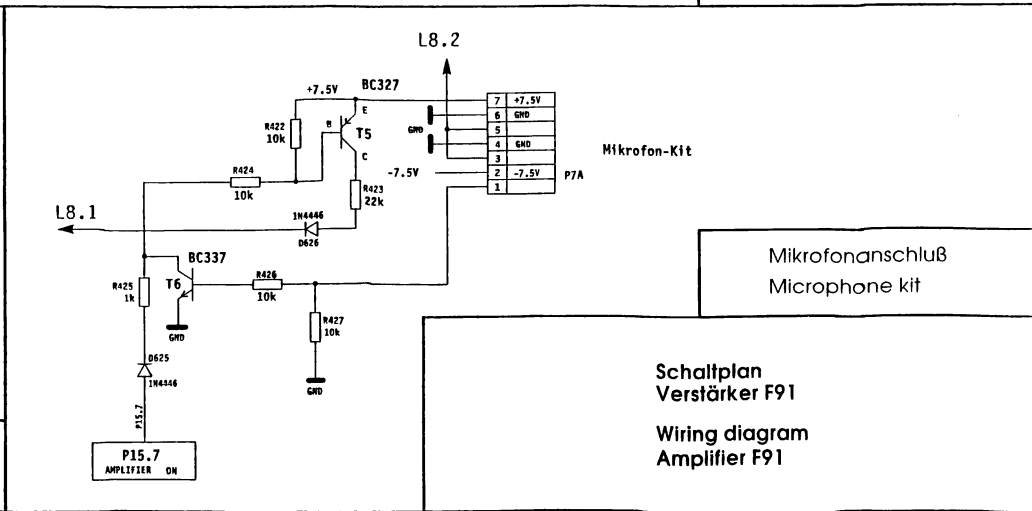 L8.2
+7.5V
BC327
E
B
T5
C
R422
10k
R424
10k
R423
22k
-7.5V
GND
7 +7.5V
6 GND
5
4 GND
3
2 -7.5V
1
P7A
Mikrofon-Kit
L8.1
1N4446
D626
BC337
T6
R425
1k
R426
10k
R427
10k
GND
GND
D625
1N4446
P15.7
P15.7
AMPLIFIER ON
Mikrofonanschluß
Microphone kit
Schaltplan
Verstärker F91
Wiring diagram
Amplifier F91